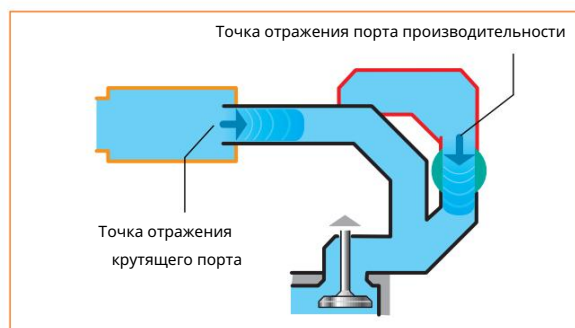 Точка отражения порта производительности
Точка отражения
крутящего порта